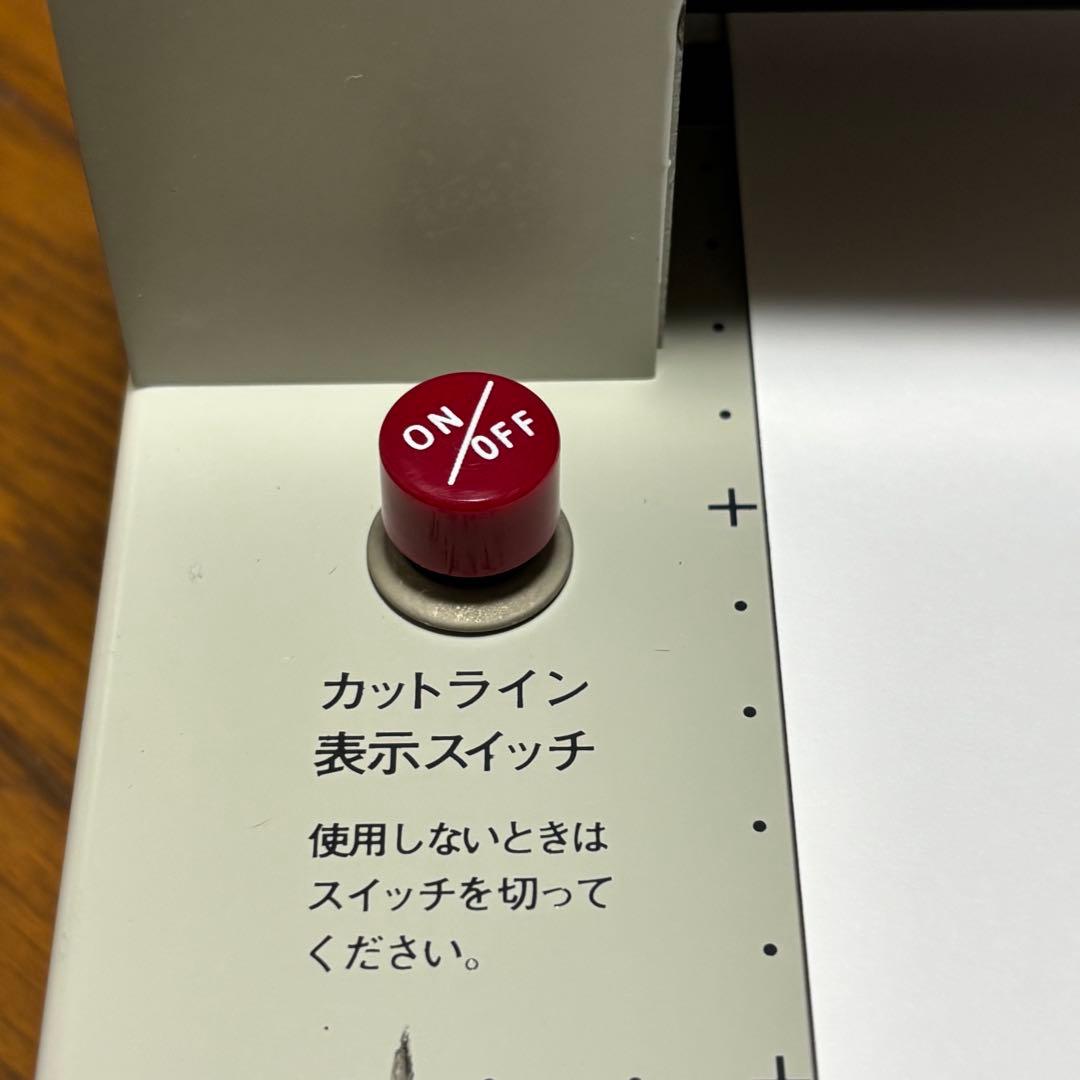 ON/OFF
カットライン
表示スイッチ
使用しないときは
スイッチを切って
ください。